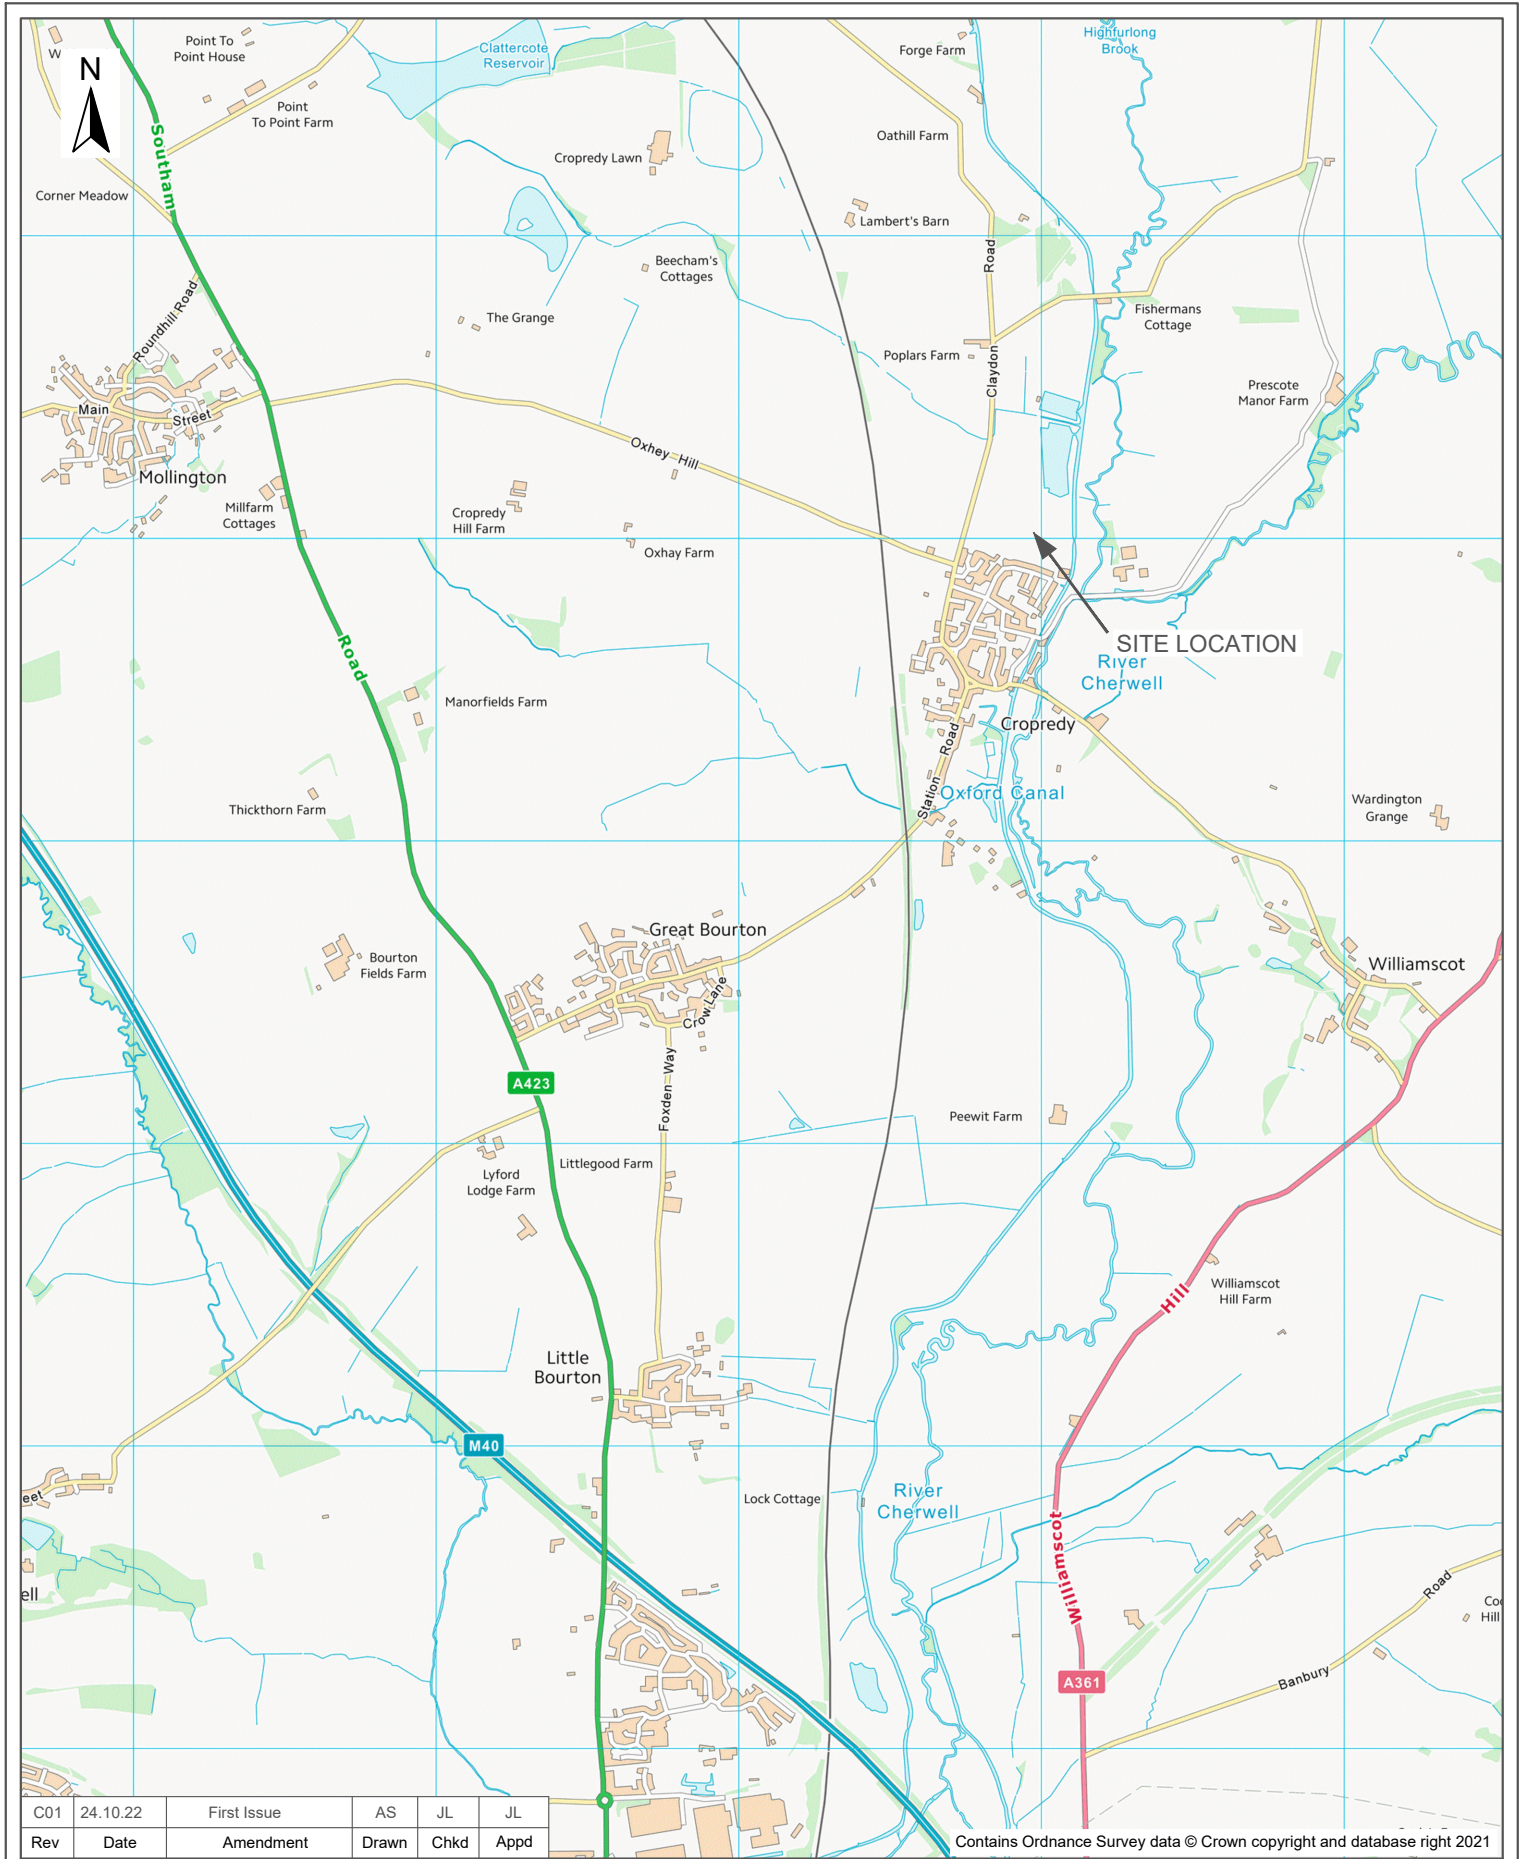 Point To
Point House
Clattercote
Reservoir
Forge Farm
Highfurlong
Brook
W
N
Point
To Point Farm
Southam
Cropredy Lawn
Oathill Farm
Corner Meadow
Lambert's Barn
Road
Beecham's
Cottages
Roundhill Road
The Grange
Fishermans
Cottage
Poplars Farm
Claydon
Prescote
Manor Farm
Main
Street
Oxhey Hill
Mollington
Millfarm
Cottages
Cropredy
Hill Farm
Oxhay Farm
SITE LOCATION
River
Cherwell
Road
Manorfields Farm
Cropredy
Station Road
Oxford Canal
Thickthorn Farm
Wardington
Grange
Great Bourton
Bourton
Fields Farm
Williamscot
Crow Lane
Foxden Way
A423
Peewit Farm
Littlegood Farm
Lyford
Lodge Farm
Williamscot
Hill Farm
Hill
Little
Bourton
M40
eet
Lock Cottage
River
Cherwell
Williamscot
ell
Road
Hill
A361
Banbury
C01 24.10.22 First Issue AS JL JL
Rev Date Amendment Drawn Chkd Appd
Contains Ordnance Survey data © Crown copyright and database right 2021